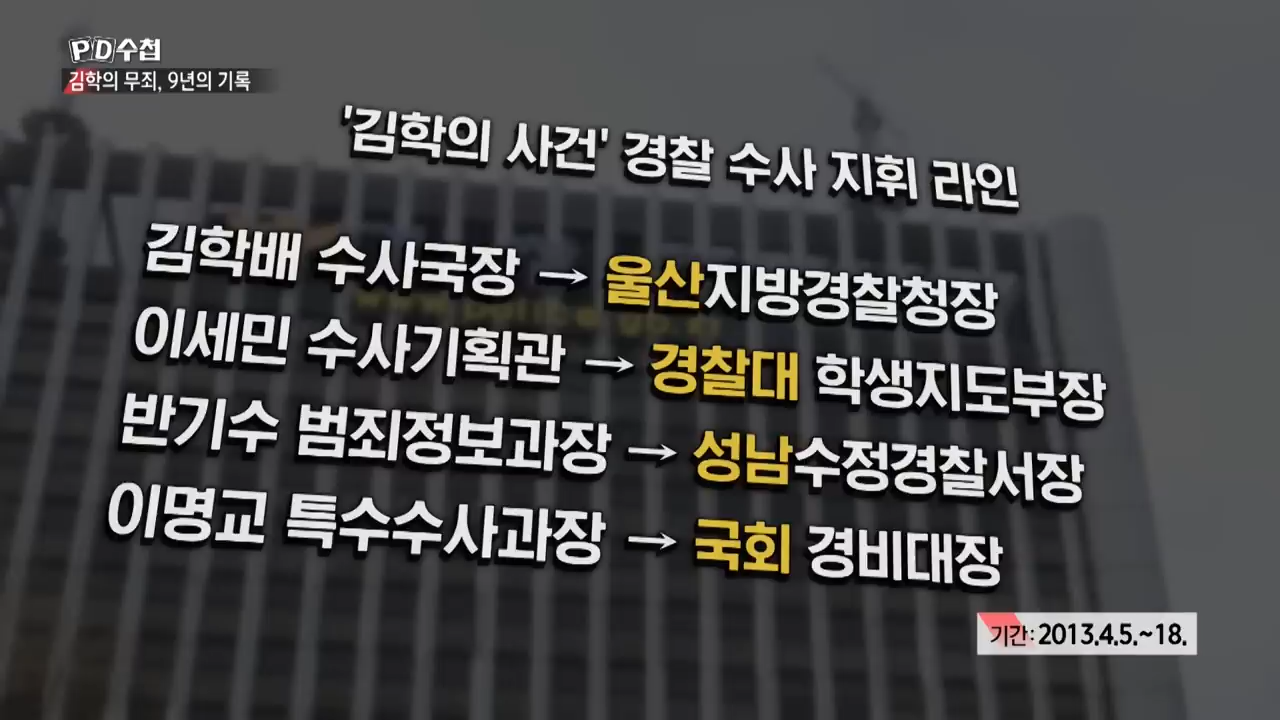 PD수첩
김학의 무죄, 9년의 기록
'김학의 사건' 경찰 수사 지휘 라인
김학배 수사국장 → 울산지방경찰청장
이세민 수사기획관 → 경찰대 학생지도부장
반기수 범죄정보과장 → 성남수정경찰서장
이명교 특수수사과장 → 국회 경비대장
기간: 2013.4.5.~18.